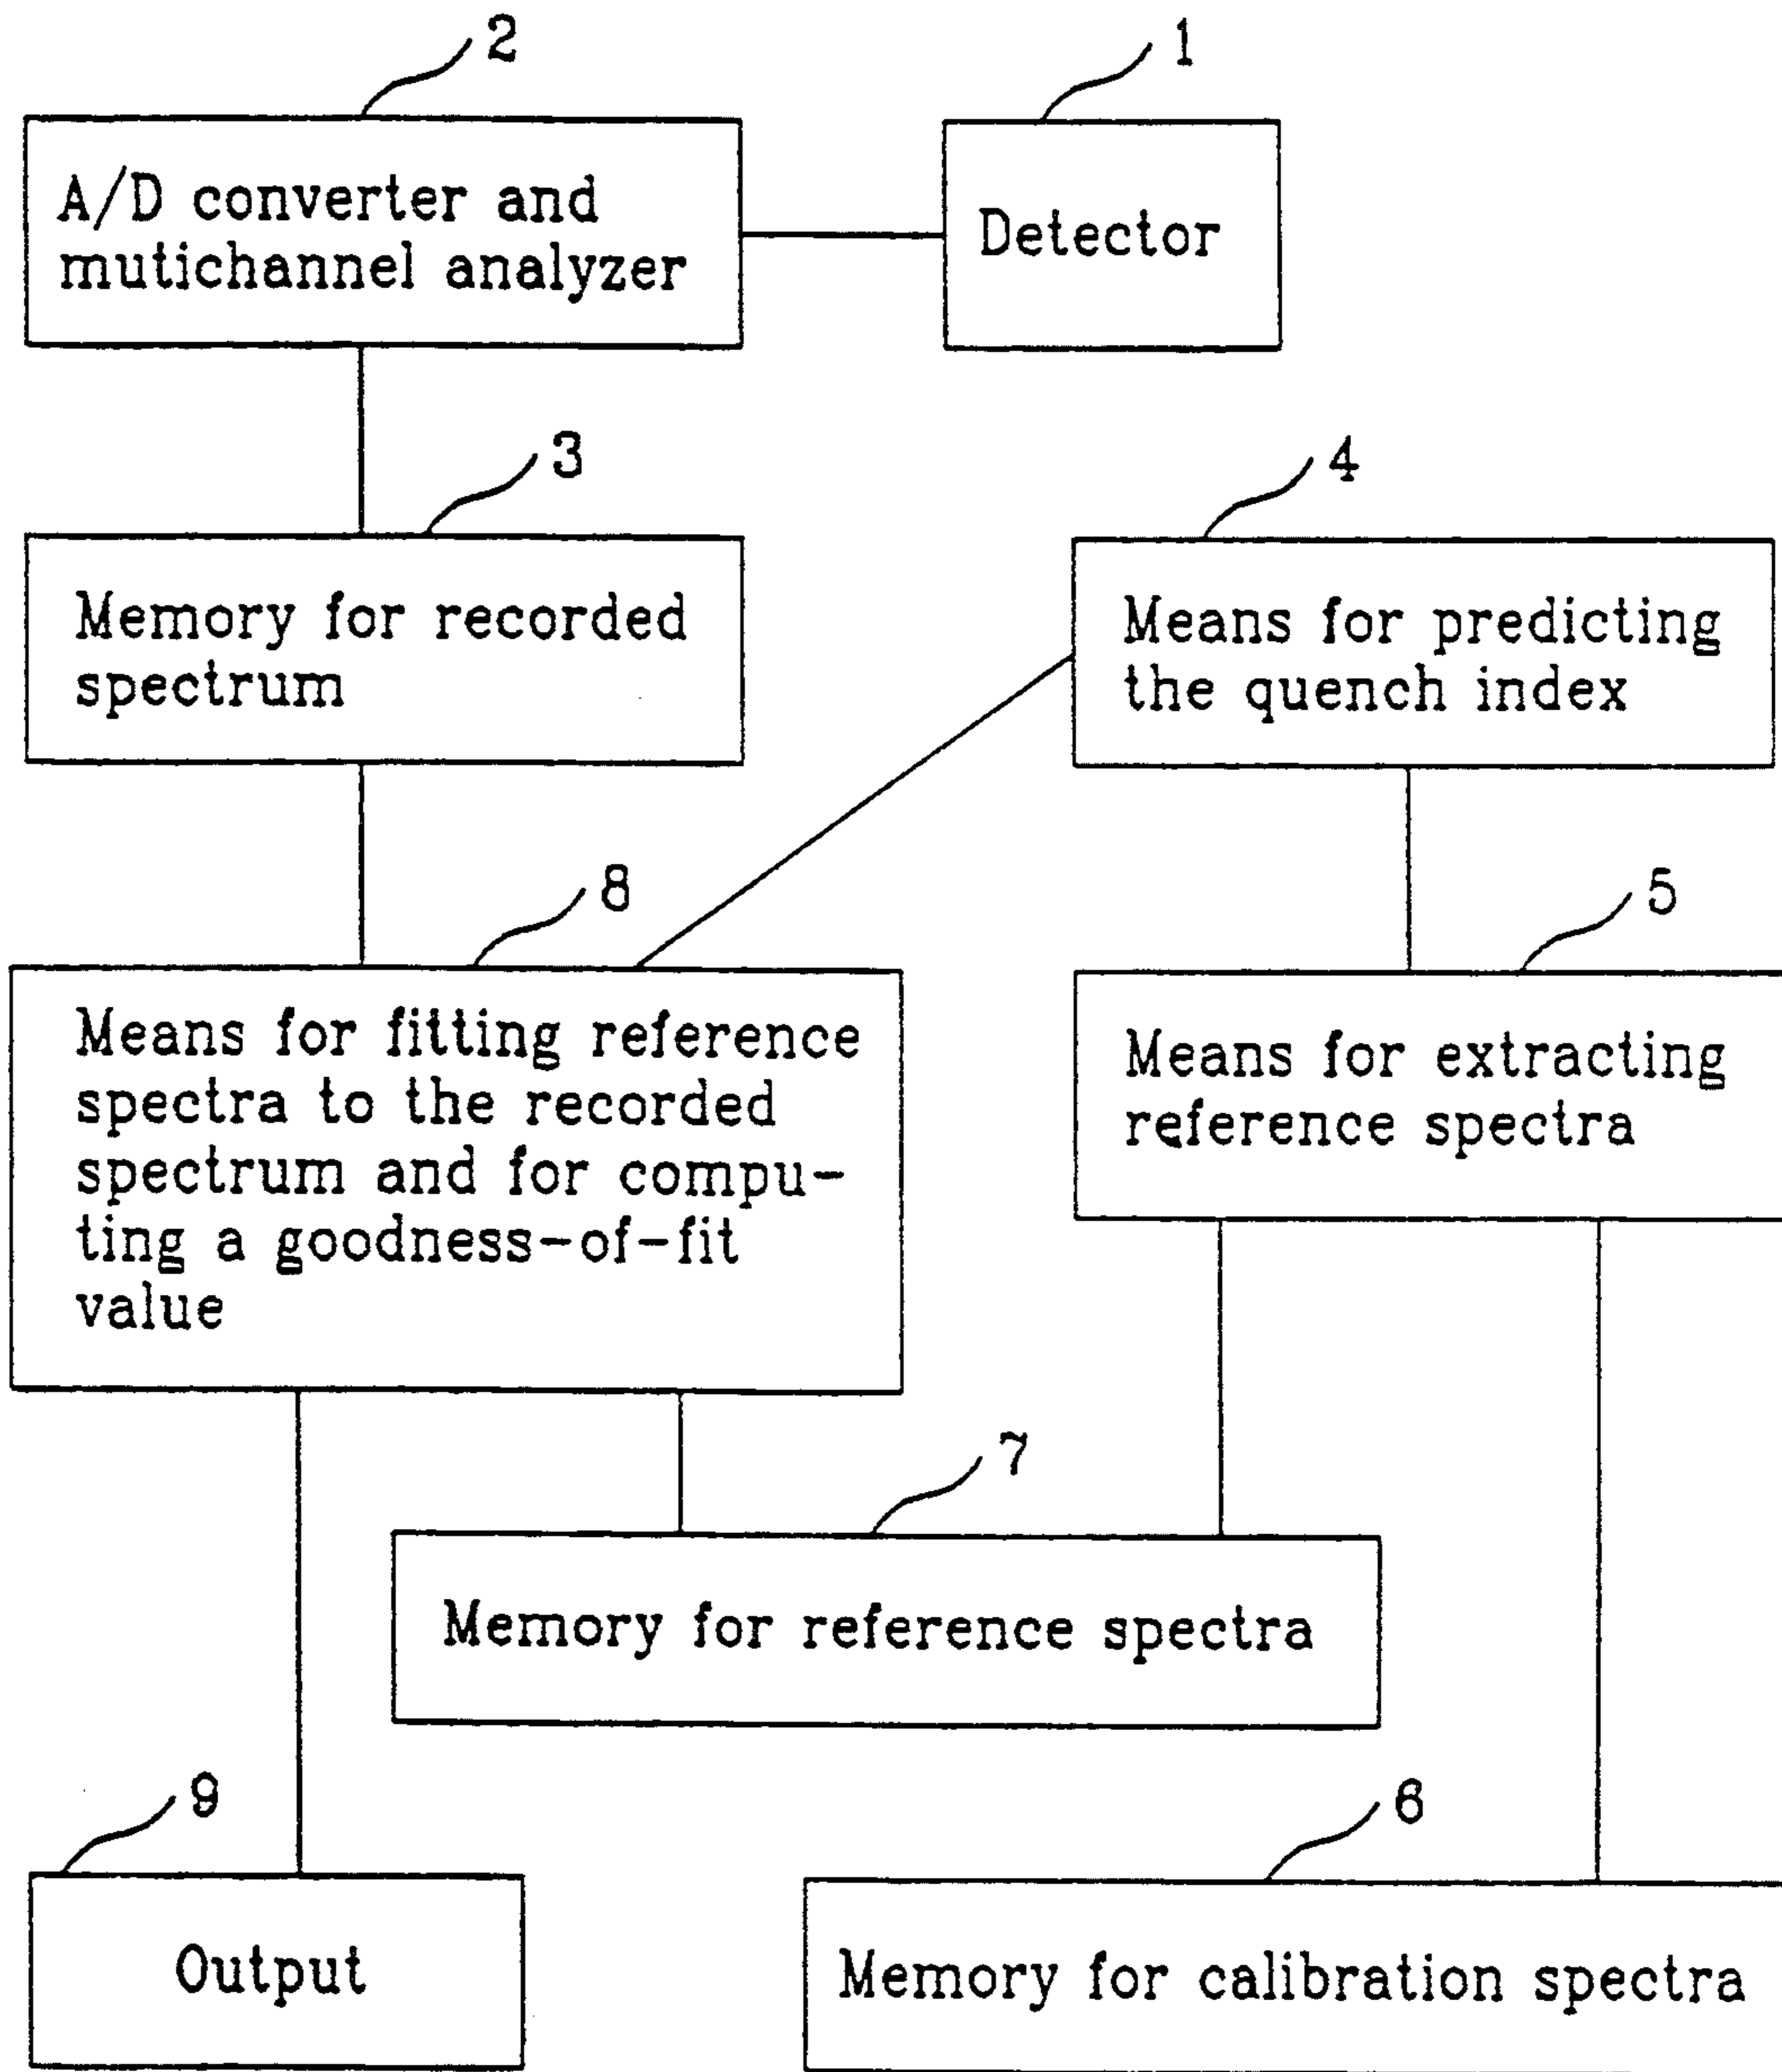 2
1
A/D converter and
mutichannel analyzer
Detector
3
4
Memory for recorded
spectrum
Means for predicting
the quench index
8
5
Means for fitting reference
spectra to the recorded
spectrum and for compu-
ting a goodness-of-fit
value
Means for extracting
reference spectra
7
Memory for reference spectra
9
6
Output
Memory for calibration spectra